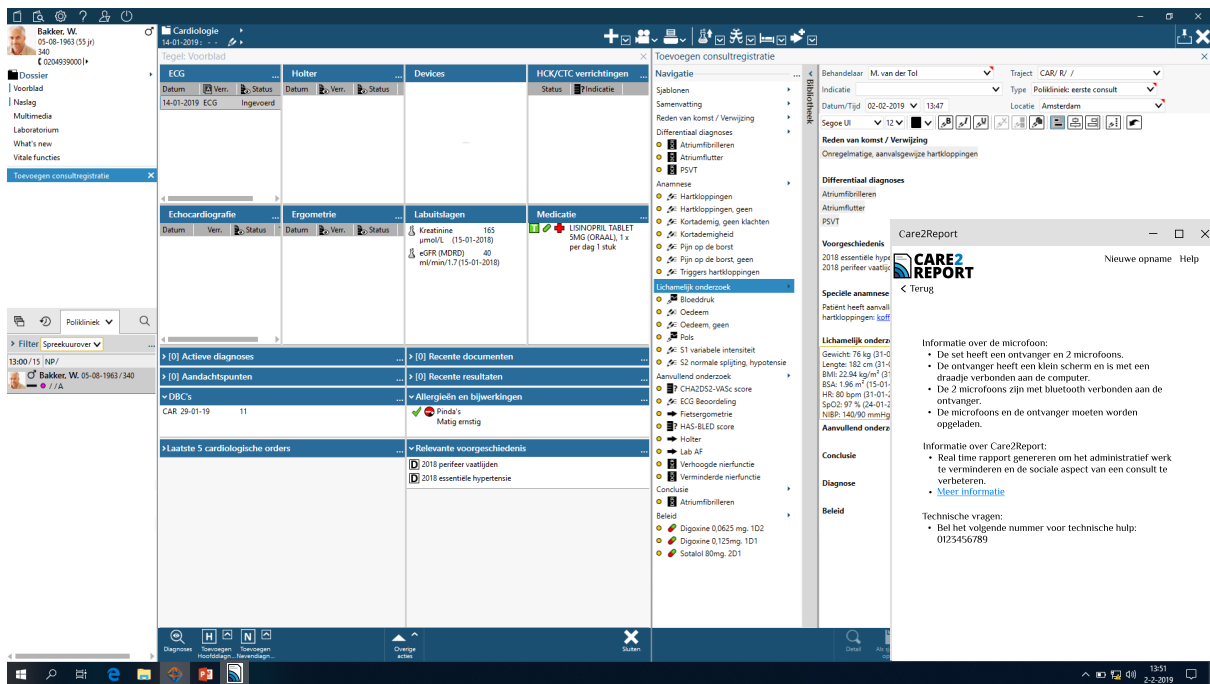 Bakker, W.
05-08-1963 (55 jr)
340
0204939000
Dossier
Voorblad
Naslag
Multimedia
Laboratorium
What's new
Vitale functies
Toevoegen consultregistratie
Polikliniek
Filter Spreekuurover ...
13:00/15 NP/
Bakker, W. 05-08-1963/340
//A
Cardiologie
14-01-2019: - -
Tegel: Voorblad
ECG ...
Datum Verr. Status
14-01-2019 ECG Ingevoerd
Holter ...
Datum Verr. Status
Devices
...
HCK/CTC verrichtingen ...
Status ?Indicatie
Echocardiografie ...
Datum Verr. Status
Ergometrie ...
Datum Verr. Status
Labuitslagen
Kreatinine 165
µmol/L (15-01-2018)
eGFR (MDRD) 40
ml/min/1.7(15-01-2018)
Medicatie ...
LISINOPRIL TABLET
5MG (ORAAL), 1 x
per dag 1 stuk
[0] Actieve diagnoses ...
[0] Recente documenten ...
[0] Aandachtspunten ...
[0] Recente resultaten ...
DBC's ...
CAR 29-01-19 11
Allergieën en bijwerkingen ...
Pinda's
Matig ernstig
Laatste 5 cardiologische orders ...
Relevante voorgeschiedenis ...
D 2018 perifeer vaatlijden
D 2018 essentiële hypertensie
Diagnoses
H
Toevoegen
Hoofddiagn...
N
Toevoegen
Nevendiagn...
Overige
acties
Sluiten
Toevoegen consultregistratie
Navigatie ...
Sjablonen
Samenvatting
Reden van komst / Verwijzing
Differential diagnoses
Atriumfibrilleren
Atriumflutter
PSVT
Anamnese
Hartkloppingen
Hartkloppingen, geen
Kortademig, geen klachten
Kortademigheid
Pijn op de borst
Pijn op de borst, geen
Triggers hartkloppingen
Lichamelijk onderzoek
Bloeddruk
Oedeem
Oedeem, geen
Pols
S1 variabele intensiteit
S2 normale splijting, hypotensie
Aanvullend onderzoek
CHA2DS2-VASc score
ECG Beoordeling
Fietsergometrie
HAS-BLED score
Holter
Lab AF
Verhoogde nierfunctie
Verminderde nierfunctie
Conclusie
Atriumfibrilleren
Beleid
Digoxine 0,0625 mg. 1D2
Digoxine 0,125mg. 1D1
Sotalol 80mg. 2D1
Bibliotheek
Behandelaar M. van der Tol
Traject CAR/ R/ /
Indicatie
Type Polikliniek: eerste consult
Datum/Tijd 02-02-2019 13:47
Locatie Amsterdam
Segoe UI 12
Reden van komst / Verwijzing
Onregelmatige, aanvalsgewijze hartkloppingen
Differentiaal diagnoses
Atriumfibrilleren
Atriumflutter
PSVT
Voorgeschiedenis
2018 essentiële hype
2018 perifeer vaatlijd
Speciële anamnese
Patiënt heeft aanvall
hartkloppingen: koff
Lichamelijk onderz
Gewicht: 76 kg (31-0
Lengte: 182 cm (31-0
BMI: 22.94 kg/m² (31
BSA: 1.96 m² (15-01-
HR: 80 bpm (31-01-2
SpO2: 97 % (24-01-2
NIBP: 140/90 mmHg
Aanvullend onderz
Conclusie
Diagnose
Beleid
Detail
Care2Report
CARE2
REPORT
Nieuwe opname Help
< Terug
Informatie over de microfoon:
• De set heeft een ontvanger en 2 microfoons.
• De ontvanger heeft een klein scherm en is met een
draadje verbonden aan de computer.
• De 2 microfoons zijn met bluetooth verbonden aan de
ontvanger.
• De microfoons en de ontvanger moeten worden
opgeladen.
Informatie over Care2Report:
• Real time rapport genereren om het administratief werk
te verminderen en de sociale aspect van een consult te
verbeteren.
• Meer informatie
Technische vragen:
• Bel het volgende nummer voor technische hulp:
0123456789
13:51
2-2-2019